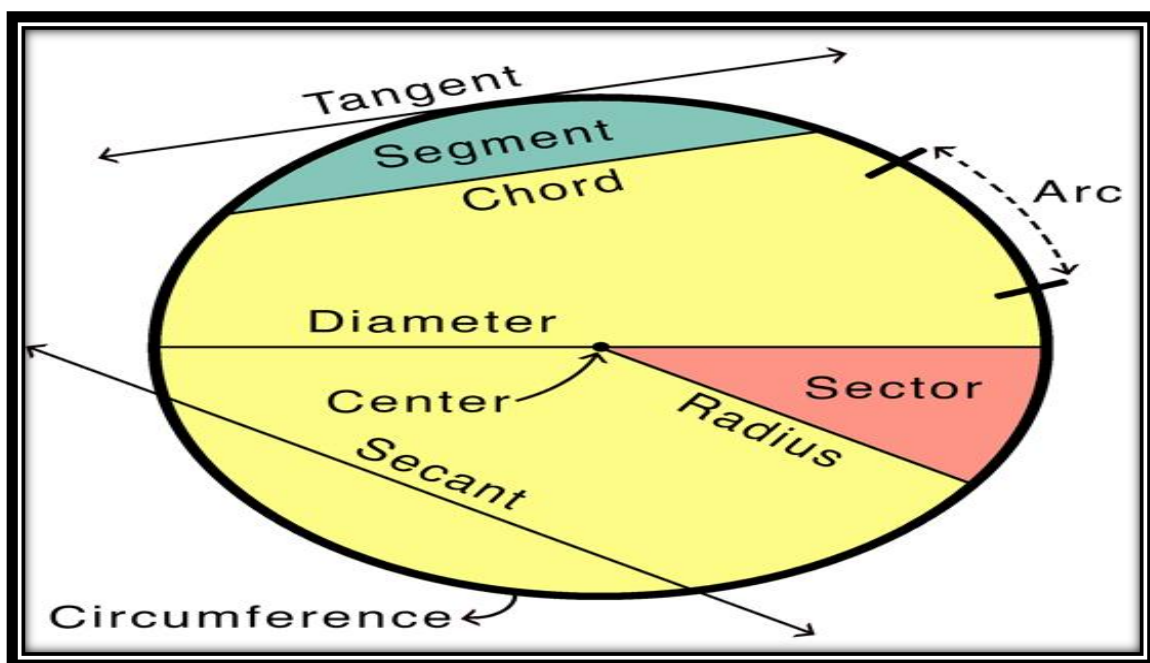 Tangent
Segment
Chord
Arc
Diameter
Center
Sector
Radius
Secant
Circumference